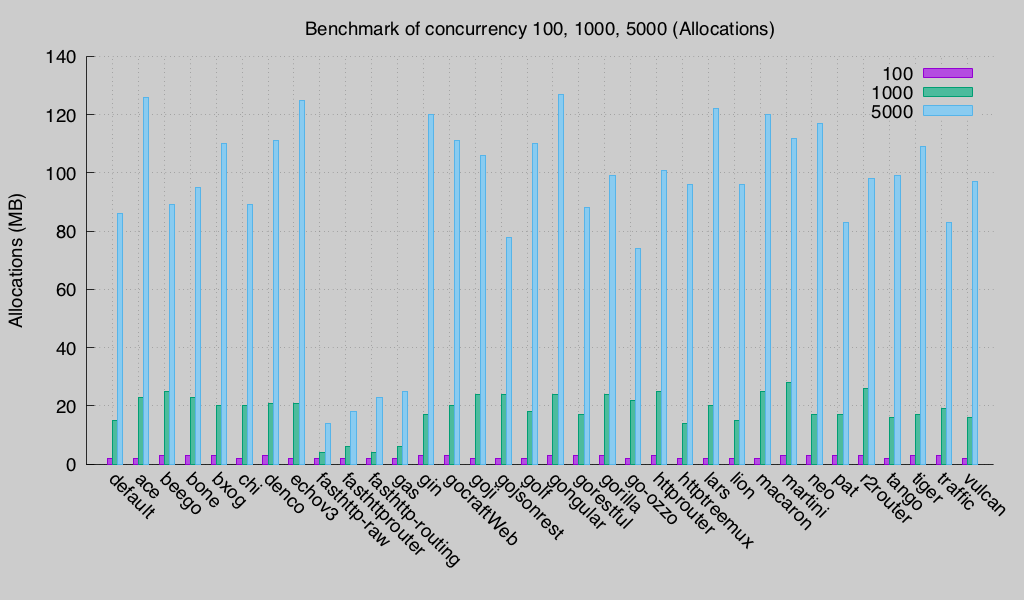 Benchmark of concurrency 100, 1000, 5000 (Allocations)
140
120
100
80
60
40
20
0
Allocations (MB)
100
1000
5000
default
ace
beego
bone
bxog
chi
denco
echov3
fasthttp-raw
fasthttprouter
fasthttp-routing
gas
gin
gocraftWeb
goji
gojsonrest
golf
gongular
gorestful
gorilla
go-ozzo
httprouter
httptreemux
lars
lion
macaron
martini
neo
pat
r2router
tango
tiger
traffic
vulcan